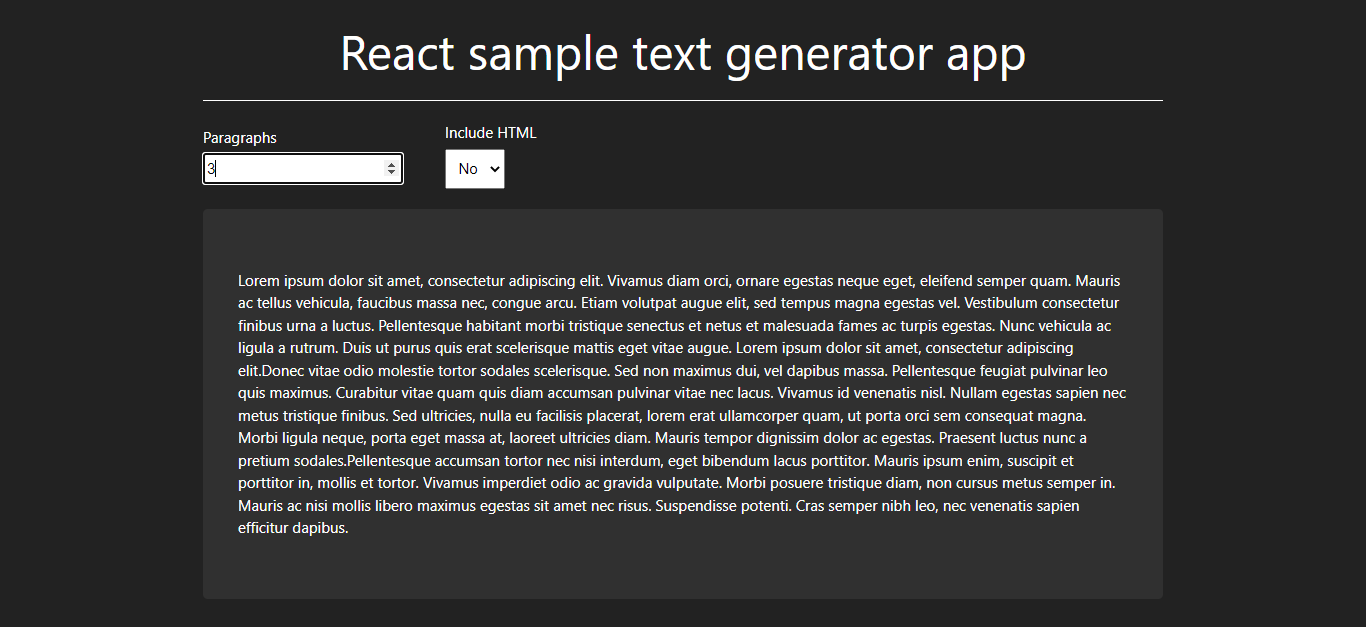 React sample text generator app
Paragraphs
Include HTML
3
No
Lorem ipsum dolor sit amet, consectetur adipiscing elit. Vivamus diam orci, ornare egestas neque eget, eleifend semper quam. Mauris
ac tellus vehicula, faucibus massa nec, congue arcu. Etiam volutpat augue elit, sed tempus magna egestas vel. Vestibulum consectetur
finibus urna a luctus. Pellentesque habitant morbi tristique senectus et netus et malesuada fames ac turpis egestas. Nunc vehicula ac
ligula a rutrum. Duis ut purus quis erat scelerisque mattis eget vitae augue. Lorem ipsum dolor sit amet, consectetur adipiscing
elit.Donec vitae odio molestie tortor sodales scelerisque. Sed non maximus dui, vel dapibus massa. Pellentesque feugiat pulvinar leo
quis maximus. Curabitur vitae quam quis diam accumsan pulvinar vitae nec lacus. Vivamus id venenatis nisl. Nullam egestas sapien nec
metus tristique finibus. Sed ultricies, nulla eu facilisis placerat, lorem erat ullamcorper quam, ut porta orci sem consequat magna.
Morbi ligula neque, porta eget massa at, laoreet ultricies diam. Mauris tempor dignissim dolor ac egestas. Praesent luctus nunc a
pretium sodales.Pellentesque accumsan tortor nec nisi interdum, eget bibendum lacus porttitor. Mauris ipsum enim, suscipit et
porttitor in, mollis et tortor. Vivamus imperdiet odio ac gravida vulputate. Morbi posuere tristique diam, non cursus metus semper in.
Mauris ac nisi mollis libero maximus egestas sit amet nec risus. Suspendisse potenti. Cras semper nibh leo, nec venenatis sapien
efficitur dapibus.